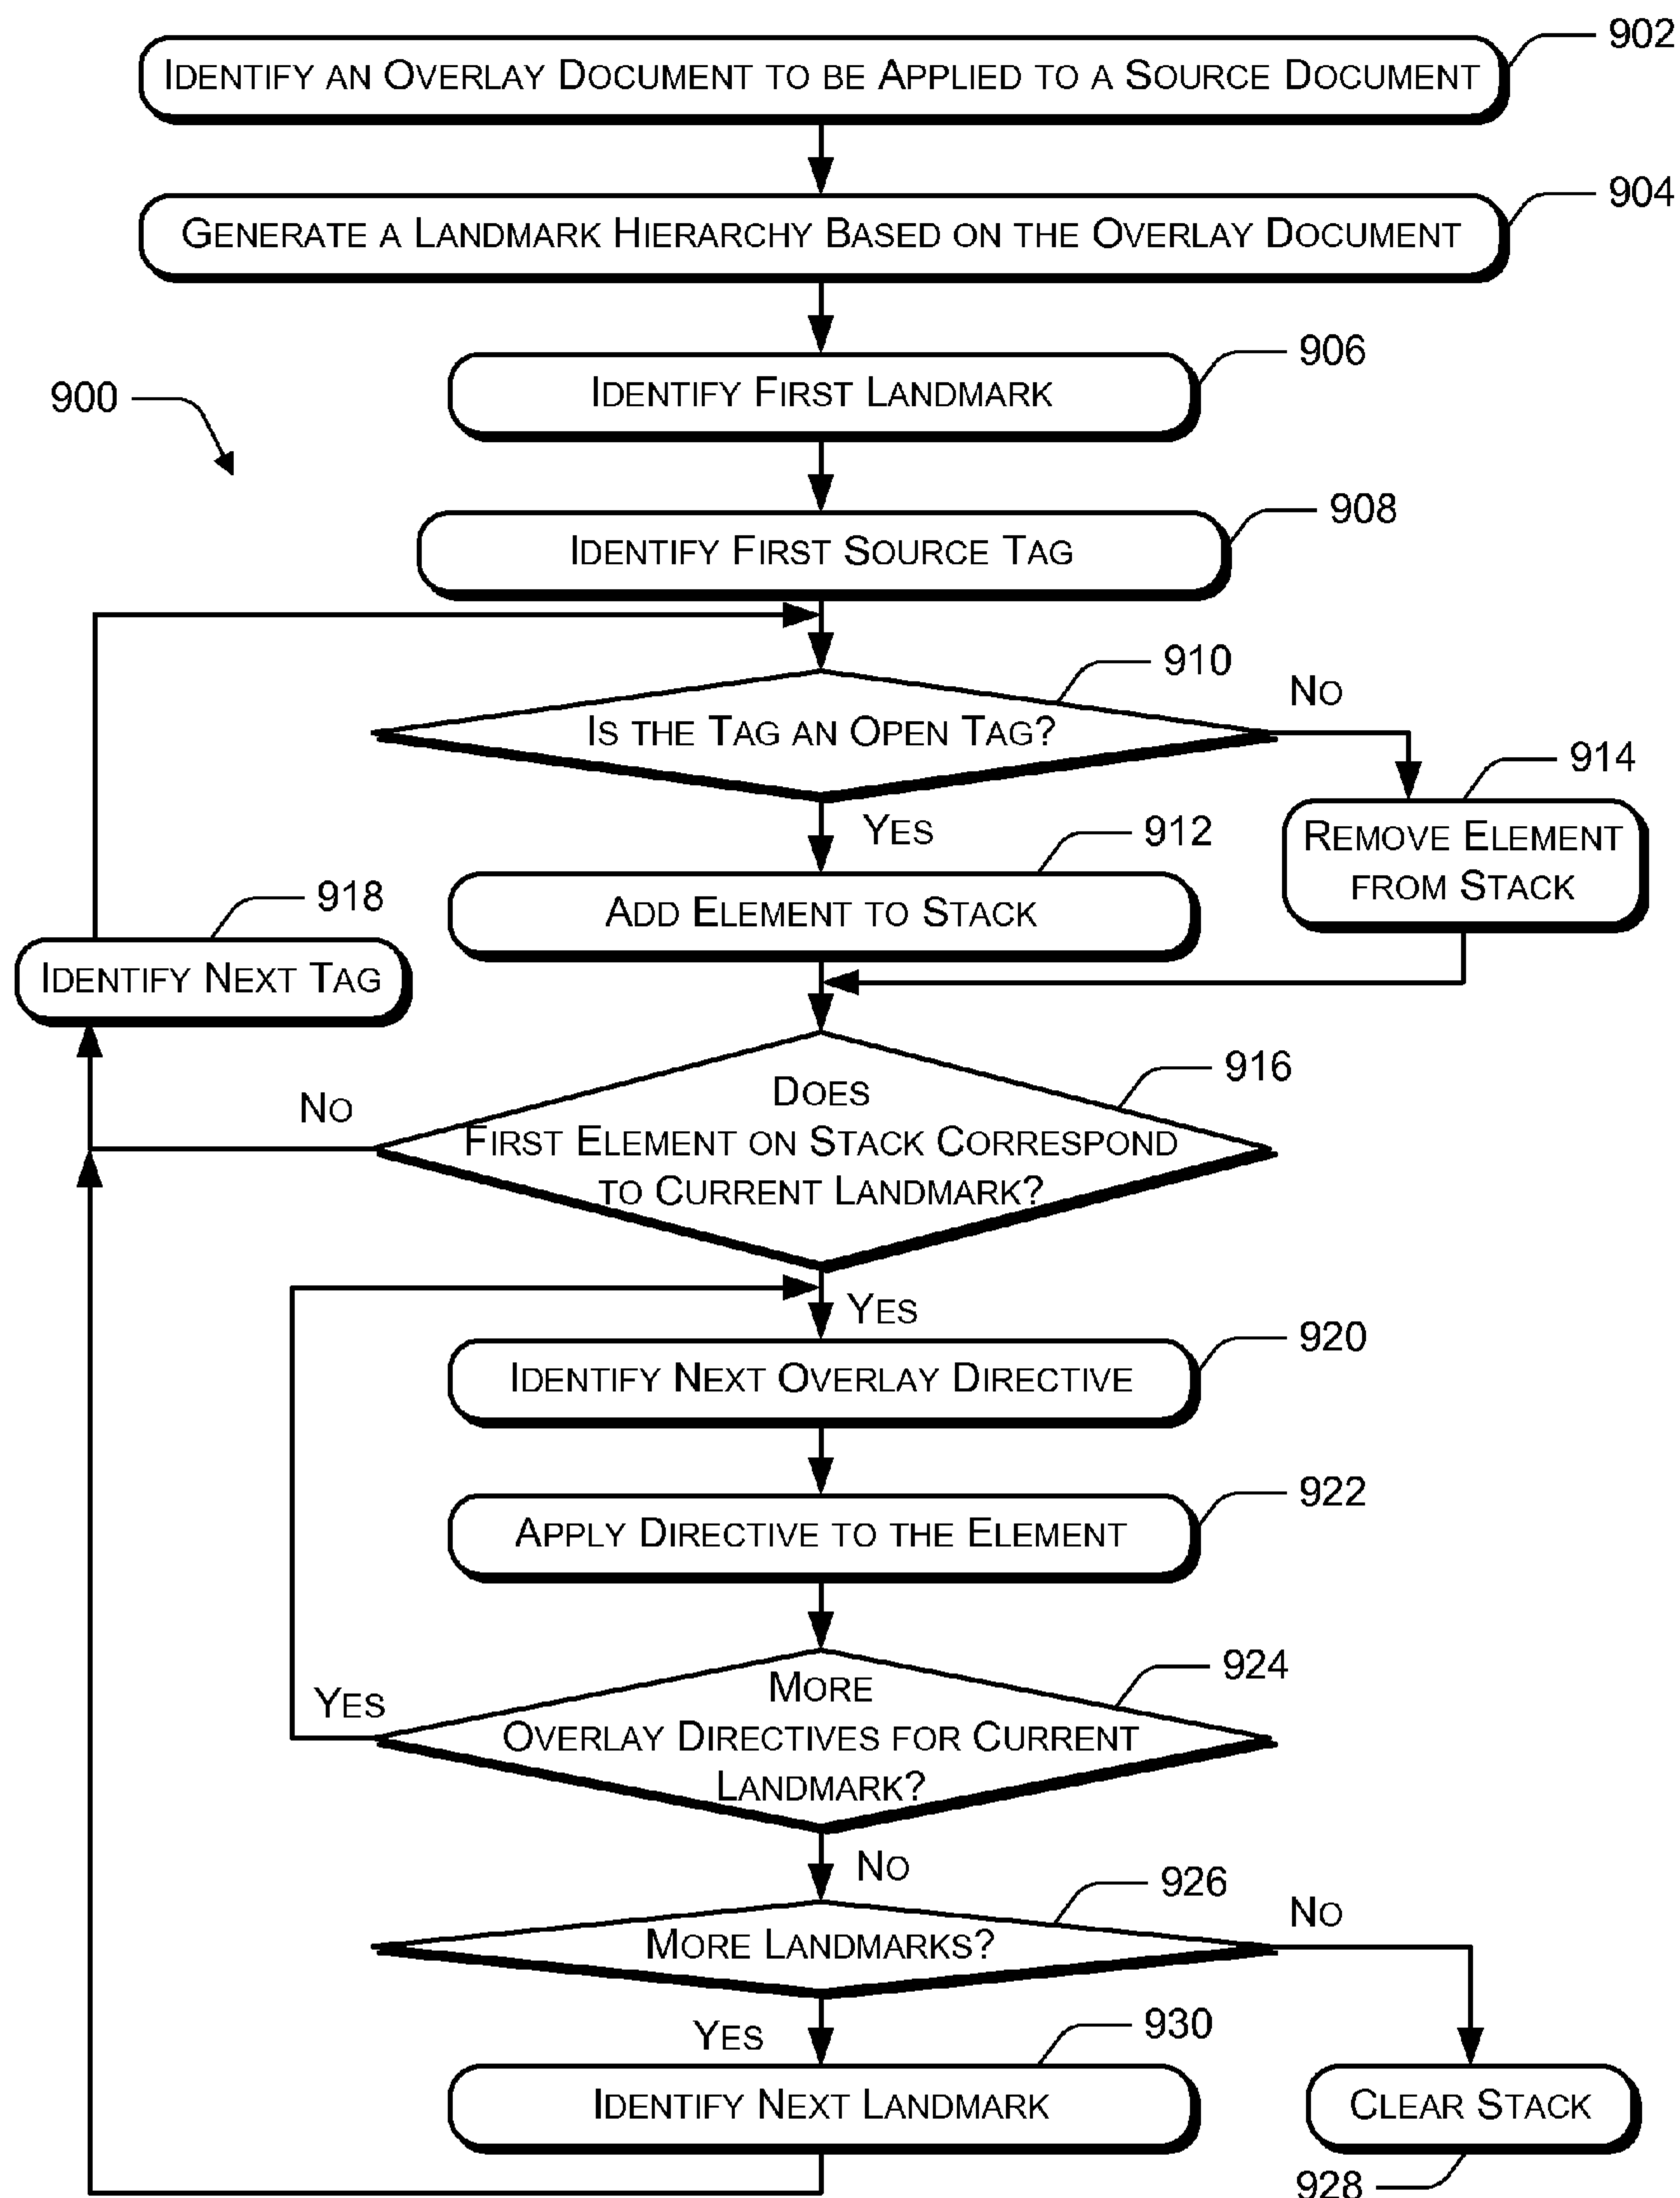 902
IDENTIFY AN OVERLAY DOCUMENT TO BE APPLIED TO A SOURCE DOCUMENT
904
GENERATE A LANDMARK HIERARCHY BASED ON THE OVERLAY DOCUMENT
906
IDENTIFY FIRST LANDMARK
900
908
IDENTIFY FIRST SOURCE TAG
910
NO
IS THE TAG AN OPEN TAG?
914
YES
912
REMOVE ELEMENT
FROM STACK
918
ADD ELEMENT TO STACK
IDENTIFY NEXT TAG
916
NO
DOES
FIRST ELEMENT ON STACK CORRESPOND
TO CURRENT LANDMARK?
YES
920
IDENTIFY NEXT OVERLAY DIRECTIVE
922
APPLY DIRECTIVE TO THE ELEMENT
924
YES
MORE
OVERLAY DIRECTIVES FOR CURRENT
LANDMARK?
NO
926
NO
MORE LANDMARKS?
YES
930
IDENTIFY NEXT LANDMARK
CLEAR STACK
928